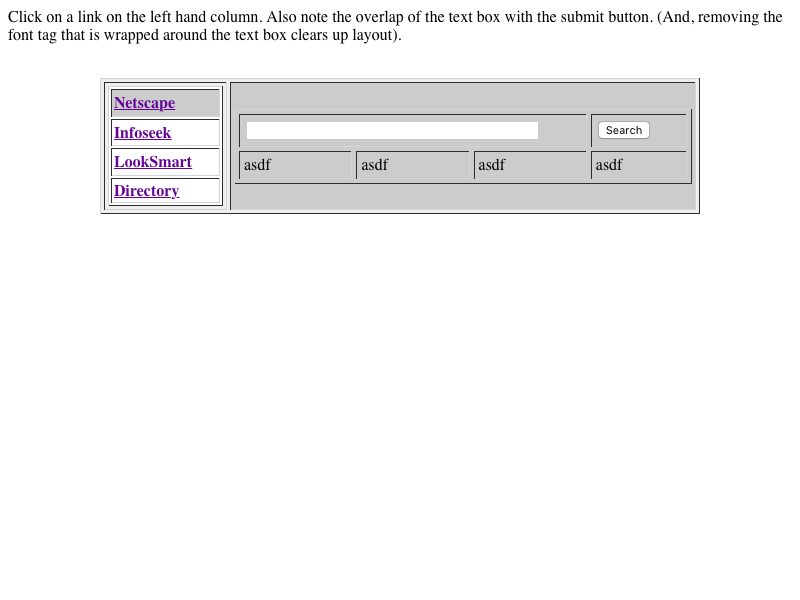 Click on a link on the left hand column. Also note the overlap of the text box with the submit button. (And, removing the
font tag that is wrapped around the text box clears up layout).
Netscape
Infoseek
LookSmart
Directory
Search
asdf asdf asdf asdf